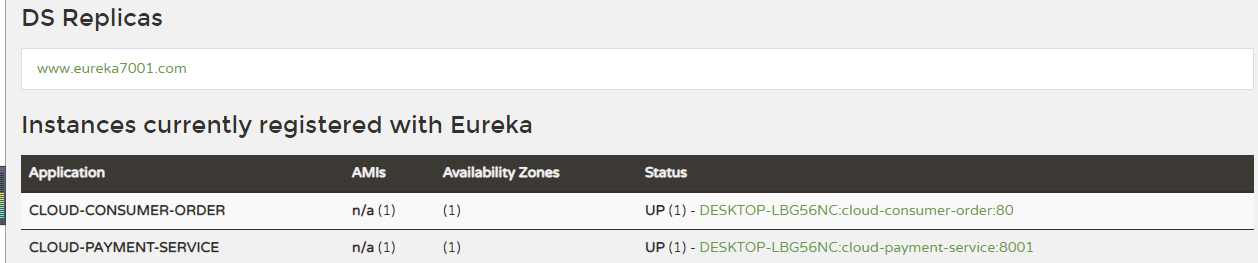 DS Replicas
www.eureka7001.com
Instances currently registered with Eureka
Application AMIs Availability Zones Status
CLOUD-CONSUMER-ORDER n/a (1) (1) UP (1) - DESKTOP-LBG56NC:cloud-consumer-order:80
CLOUD-PAYMENT-SERVICE n/a (1) (1) UP (1) - DESKTOP-LBG56NC:cloud-payment-service:8001